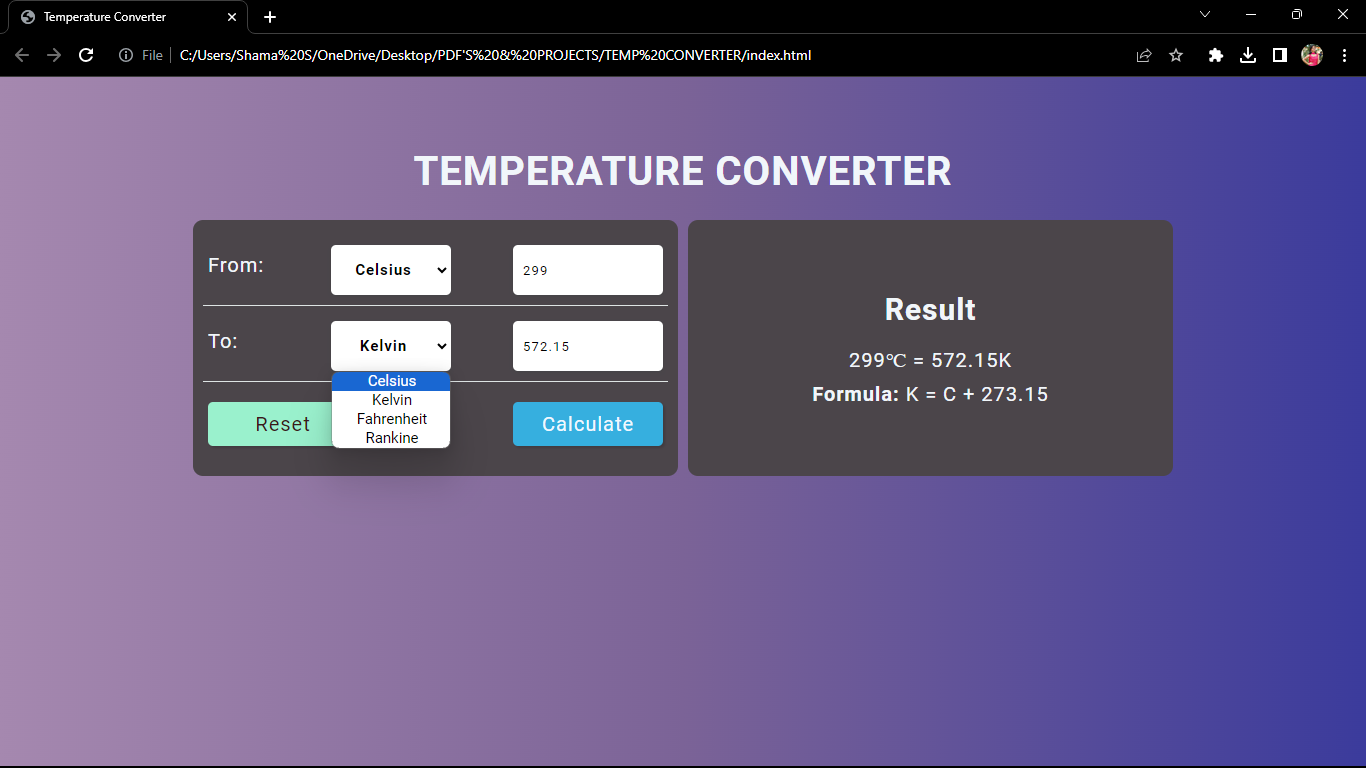 Temperature Converter
File
C:/Users/Shama%20S/OneDrive/Desktop/PDF'S%20&%20PROJECTS/TEMP%20CONVERTER/index.html
TEMPERATURE CONVERTER
From:
Celsius
299
To:
Kelvin
572.15
Celsius
Kelvin
Fahrenheit
Rankine
Reset
Calculate
Result
299℃ = 572.15K
Formula: K = C + 273.15